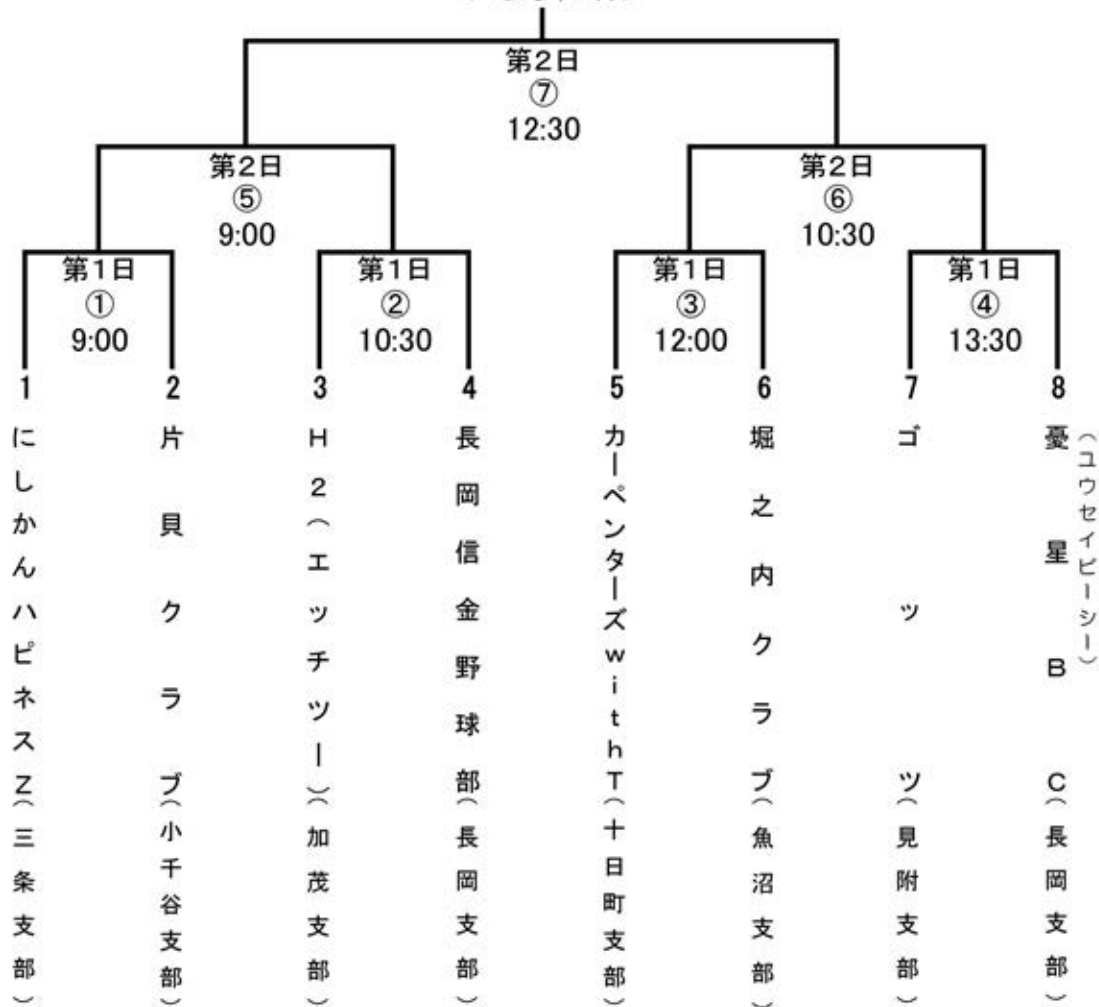 第2日
⑦
12:30
第2日
⑤
9:00
第2日
⑥
10:30
第1日
①
9:00
第1日
②
10:30
第1日
③
12:00
第1日
④
13:30
1
2
3
4
5
6
7
8
にしかんハピネスZ(三条支部)
片貝クラブ(小千谷支部)
H2(エッチツー)(加茂支部)
長岡信金野球部(長岡支部)
カーペンターズwithT(十日町支部)
堀之内クラブ(魚沼支部)
ゴッツ(見附支部)
憂星BC(長岡支部)
(ユウセイビーシー)